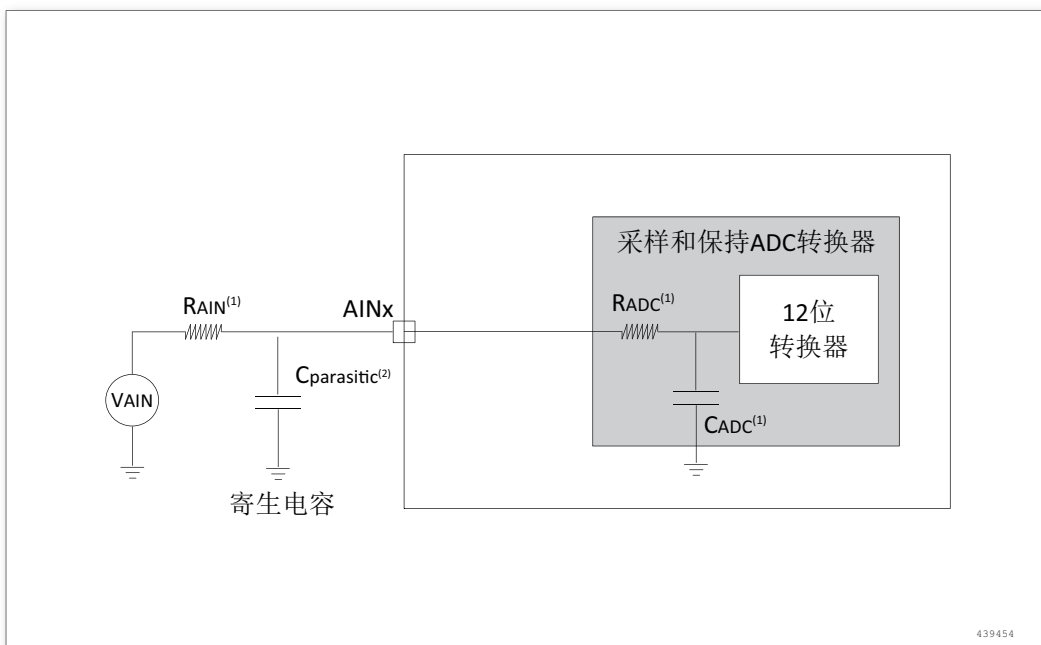 采样和保持ADC转换器
RAIN(1)
AINx
RADC(1)
12位
转换器
Cparasitic(2)
VAIN
CADC(1)
寄生电容
439454